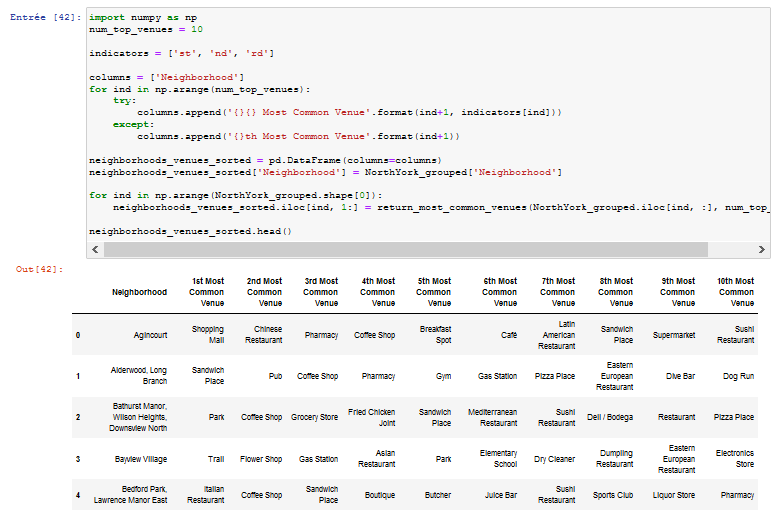 Entrée [42]: import numpy as np
num_top_venues = 10
indicators = ['st', 'nd', 'rd']
columns = ['Neighborhood']
for ind in np.arange(num_top_venues):
try:
columns.append('{}{} Most Common Venue'.format(ind+1, indicators[ind]))
except:
columns.append('{}th Most Common Venue'.format(ind+1))
neighborhoods_venues_sorted = pd.DataFrame(columns=columns)
neighborhoods_venues_sorted['Neighborhood'] = NorthYork_grouped['Neighborhood']
for ind in np.arange(NorthYork_grouped.shape[0]):
neighborhoods_venues_sorted.iloc[ind, 1:] = return_most_common_venues(NorthYork_grouped.iloc[ind, :], num_top_
neighborhoods_venues_sorted.head()
Out[42]:
Neighborhood 1st Most Common Venue 2nd Most Common Venue 3rd Most Common Venue 4th Most Common Venue 5th Most Common Venue 6th Most Common Venue 7th Most Common Venue 8th Most Common Venue 9th Most Common Venue 10th Most Common Venue
0 Agincourt Shopping Mall Chinese Restaurant Pharmacy Coffee Shop Breakfast Spot Café Latin American Restaurant Sandwich Place Supermarket Sushi Restaurant
1 Alderwood, Long Branch Sandwich Place Pub Coffee Shop Pharmacy Gym Gas Station Pizza Place Eastern European Restaurant Dive Bar Dog Run
2 Bathurst Manor, Wilson Heights, Downsview North Park Coffee Shop Grocery Store Fried Chicken Joint Sandwich Place Mediterranean Restaurant Sushi Restaurant Deli / Bodega Restaurant Pizza Place
3 Bayview Village Trail Flower Shop Gas Station Asian Restaurant Park Elementary School Dry Cleaner Dumpling Restaurant Eastern European Restaurant Electronics Store
4 Bedford Park, Lawrence Manor East Italian Restaurant Coffee Shop Sandwich Place Boutique Butcher Juice Bar Sushi Restaurant Sports Club Liquor Store Pharmacy